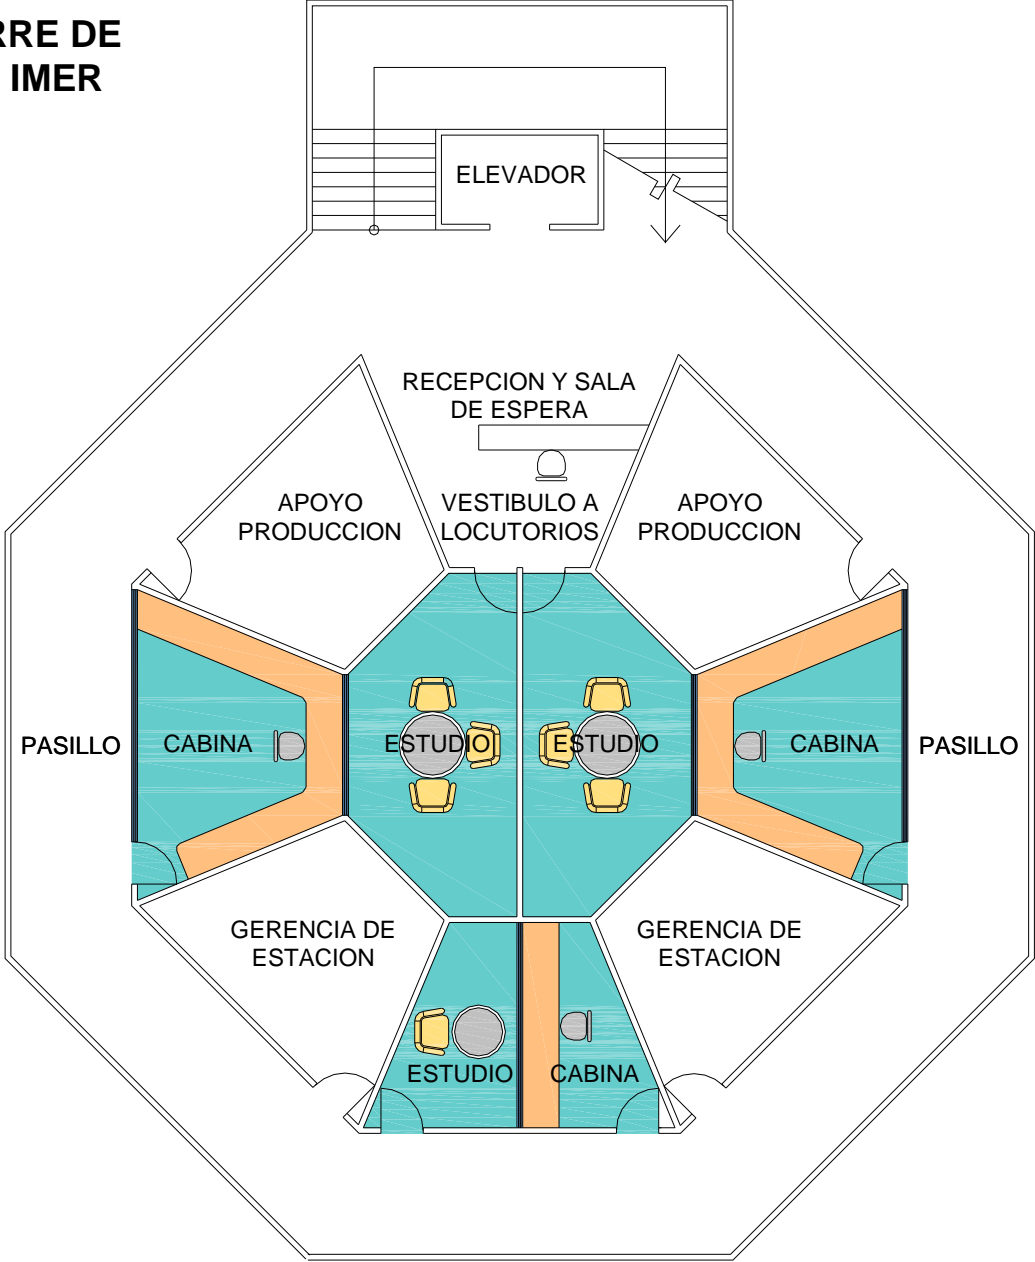 RRE DE
IMER
ELEVADOR
RECEPCION Y SALA
DE ESPERA
APOYO
PRODUCCION
VESTIBULO A
LOCUTORIOS
APOYO
PRODUCCION
PASILLO
CABINA
ESTUDIO
ESTUDIO
CABINA
PASILLO
GERENCIA DE
ESTACION
GERENCIA DE
ESTACION
ESTUDIO
CABINA